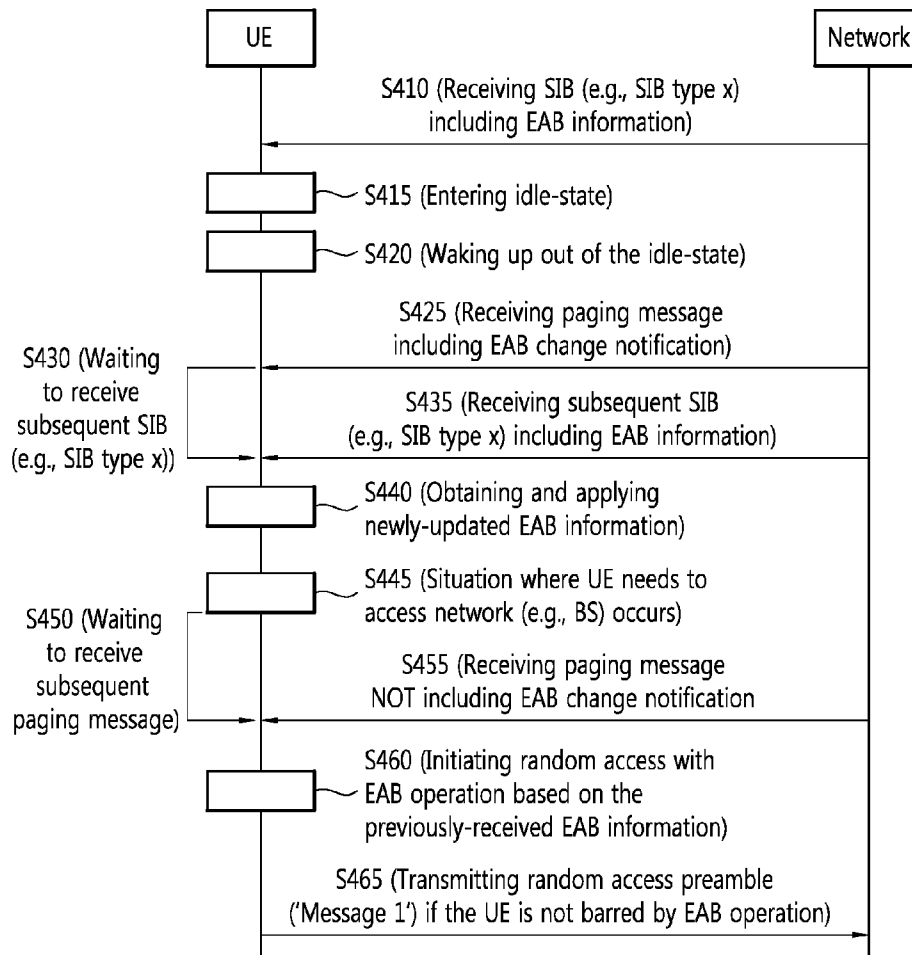 UE
Network
S410 (Receiving SIB (e.g., SIB type x)
including EAB information)
S415 (Entering idle-state)
S420 (Waking up out of the idle-state)
S425 (Receiving paging message
including EAB change notification)
S430 (Waiting
to receive
subsequent SIB
(e.g., SIB type x))
S435 (Receiving subsequent SIB
(e.g., SIB type x) including EAB information)
S440 (Obtaining and applying
newly-updated EAB information)
S445 (Situation where UE needs to
access network (e.g., BS) occurs)
S450 (Waiting
to receive
subsequent
paging message)
S455 (Receiving paging message
NOT including EAB change notification
S460 (Initiating random access with
EAB operation based on the
previously-received EAB information)
S465 (Transmitting random access preamble
('Message 1') if the UE is not barred by EAB operation)